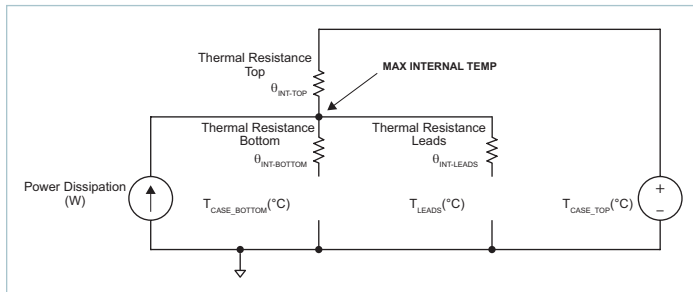 Thermal Resistance
Top
θINT-TOP
MAX INTERNAL TEMP
Thermal Resistance
Bottom
θINT-BOTTOM
Thermal Resistance
Leads
θINT-LEADS
Power Dissipation
(W)
TCASE_BOTTOM(°C)
TLEADS(°C)
TCASE_TOP(°C)
+
–